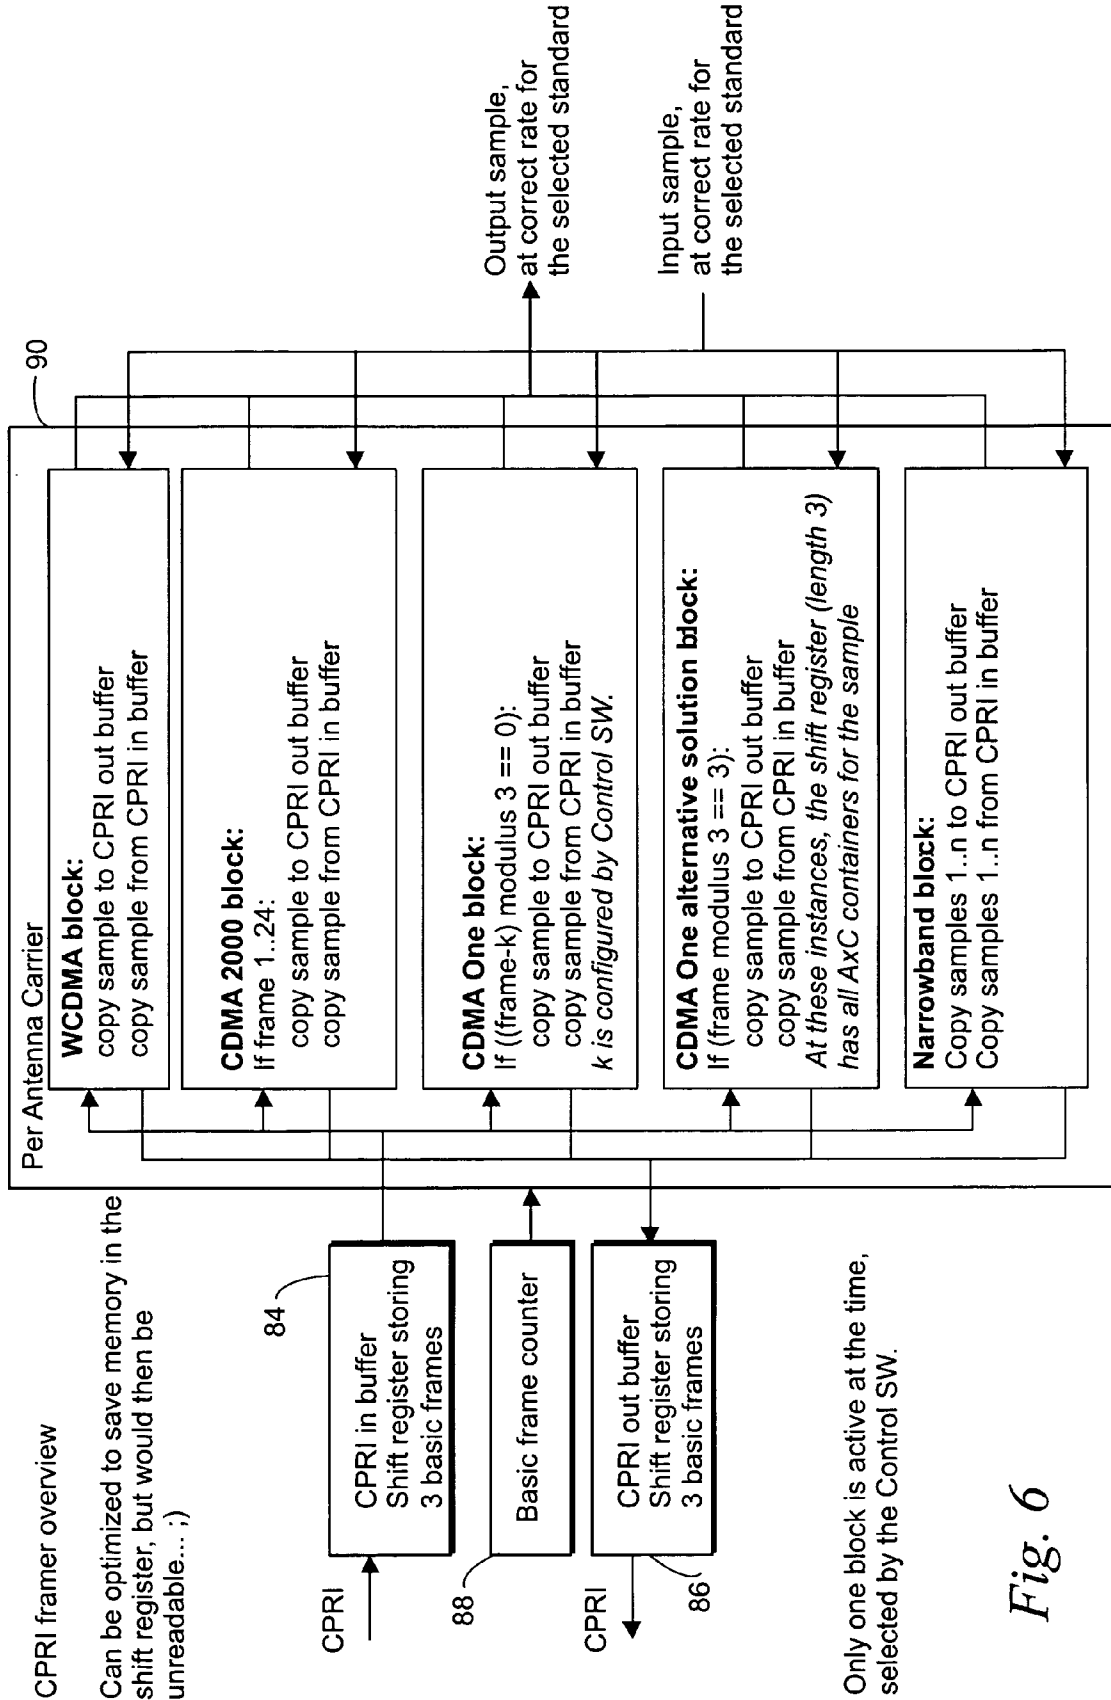 CPRI framer overview
Can be optimized to save memory in the
shift register, but would then be
unreadable... ;)
CPRI
84
CPRI in buffer
Shift register storing
3 basic frames
88
Basic frame counter
CPRI
86
CPRI out buffer
Shift register storing
3 basic frames
Only one block is active at the time,
selected by the Control SW.
Per Antenna Carrier
90
WCDMA block:
copy sample to CPRI out buffer
copy sample from CPRI in buffer
CDMA 2000 block:
If frame 1..24:
copy sample to CPRI out buffer
copy sample from CPRI in buffer
CDMA One block:
If ((frame-k) modulus 3 == 0):
copy sample to CPRI out buffer
copy sample from CPRI in buffer
k is configured by Control SW.
CDMA One alternative solution block:
If (frame modulus 3 == 3):
copy sample to CPRI out buffer
copy sample from CPRI in buffer
At these instances, the shift register (length 3)
has all AxC containers for the sample
Narrowband block:
Copy samples 1..n to CPRI out buffer
Copy samples 1..n from CPRI in buffer
Output sample,
at correct rate for
the selected standard
Input sample,
at correct rate for
the selected standard
Fig. 6